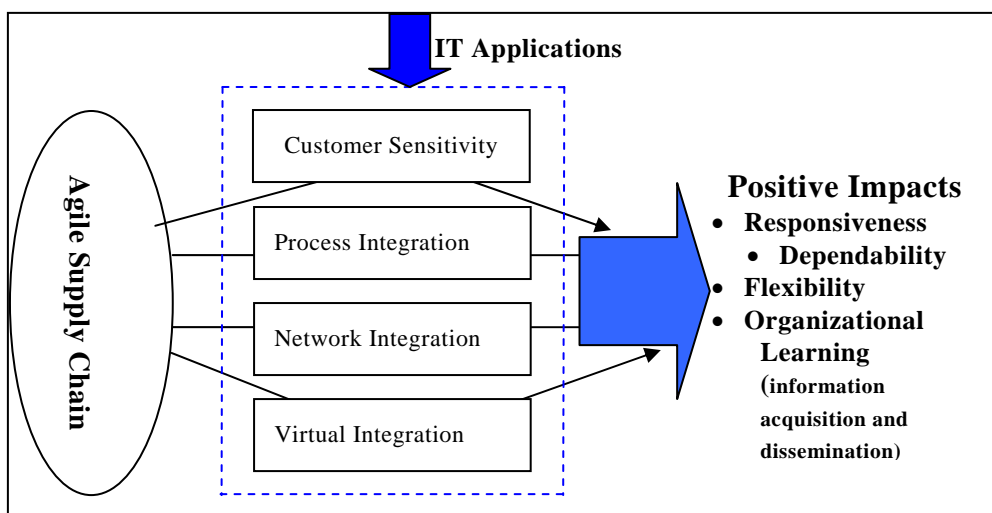 IT Applications
Agile Supply Chain
Customer Sensitivity
Process Integration
Network Integration
Virtual Integration
Positive Impacts
• Responsiveness
• Dependability
• Flexibility
• Organizational
Learning
(information
acquisition and
dissemination)